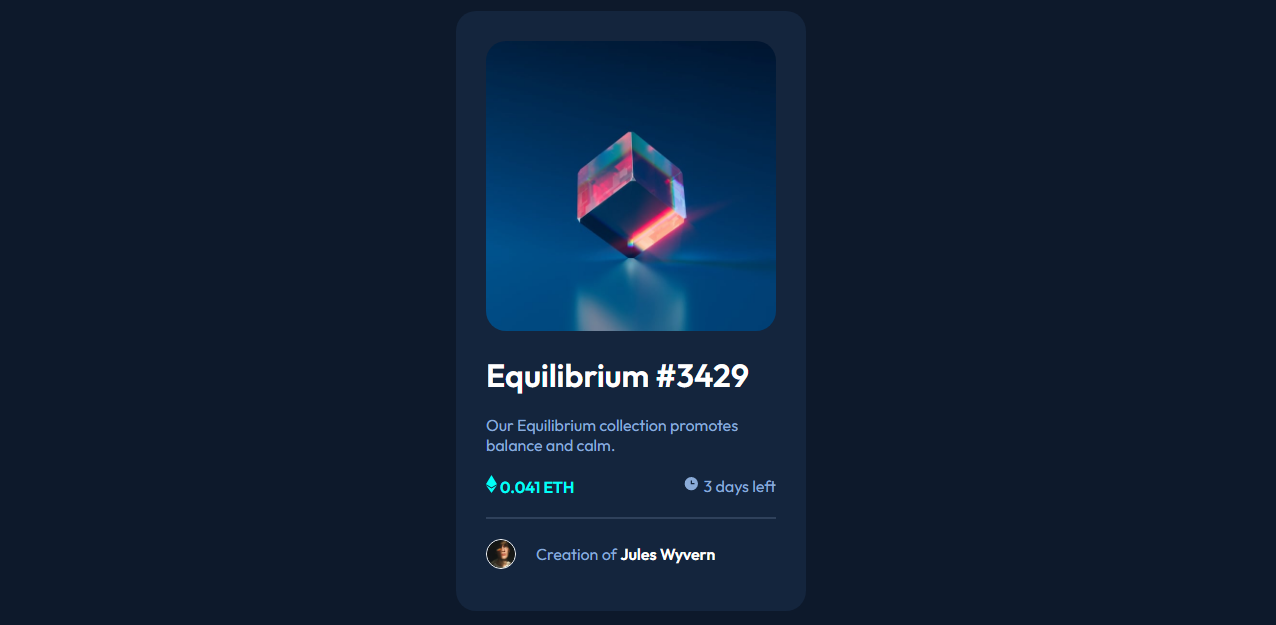 Equilibrium #3429
Our Equilibrium collection promotes
balance and calm.
0.041 ETH
3 days left
Creation of Jules Wyvern